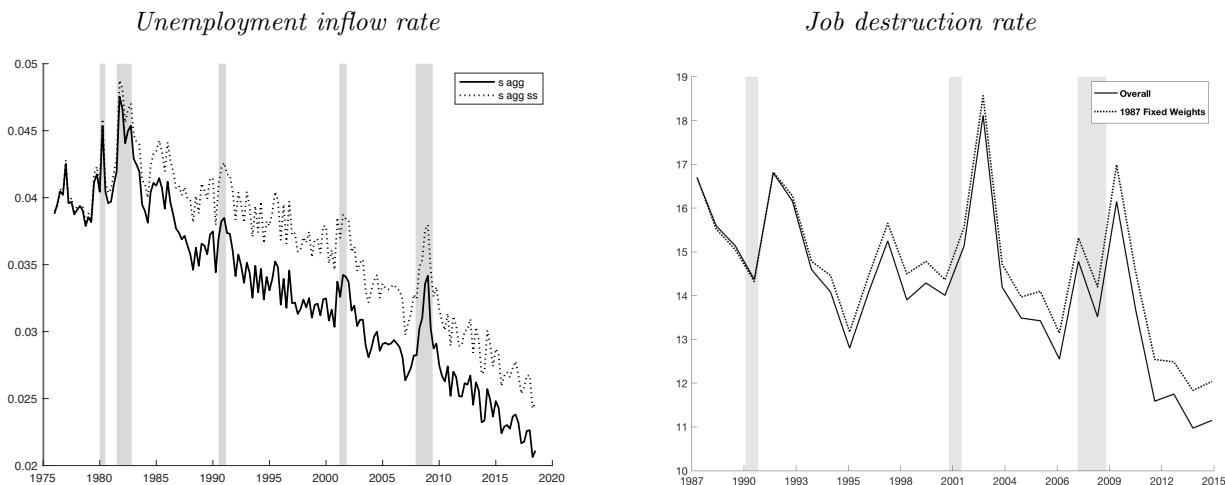 Unemployment inflow rate
0.05
0.045
0.04
0.035
0.03
0.025
0.02
1975 1980 1985 1990 1995 2000 2005 2010 2015 2020
s agg
s agg ss
Job destruction rate
19
18
17
16
15
14
13
12
11
10
1987 1990 1993 1995 1998 2001 2004 2006 2009 2012 2015
Overall
1987 Fixed Weights